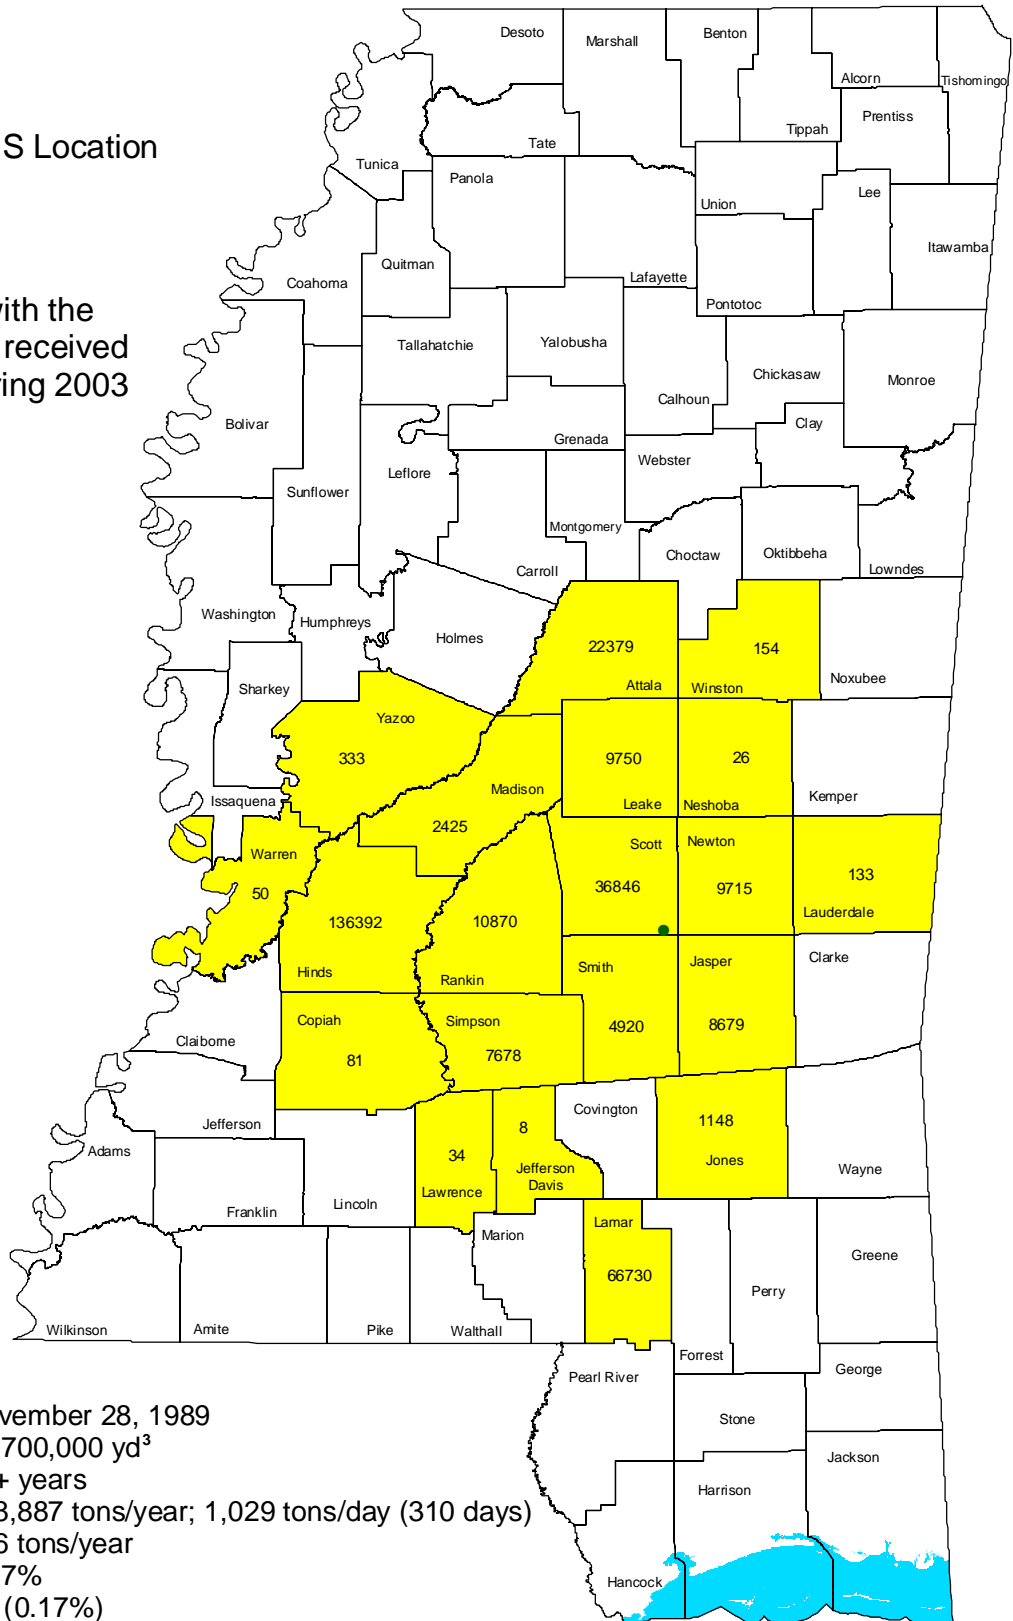 Desoto
Marshall
Benton
Alcorn
Tishomingo
Prentiss
Tippah
Tate
S Location
Tunica
Panola
Union
Lee
Itawamba
Quitman
Lafayette
Coahoma
Pontotoc
with the
received
ring 2003
Tallahatchie
Yalobusha
Chickasaw
Monroe
Calhoun
Clay
Bolivar
Grenada
Webster
Leflore
Sunflower
Montgomery
Choctaw
Oktibbeha
Lowndes
Carroll
Washington
Humphreys
Holmes
22379
154
Attala
Winston
Noxubee
Sharkey
Yazoo
333
9750
26
Madison
Leake
Neshoba
Kemper
Issaquena
2425
Scott
Newton
Warren
50
36846
9715
133
Lauderdale
136392
10870
Hinds
Rankin
Smith
Jasper
Clarke
Copiah
Simpson
4920
8679
Claiborne
81
7678
Jefferson
8
Covington
1148
Adams
34
Jefferson
Davis
Jones
Wayne
Lawrence
Lincoln
Franklin
Marion
Lamar
Greene
66730
Perry
Wilkinson
Amite
Pike
Walthall
Forrest
George
Pearl River
vember 28, 1989
Stone
700,000 yd³
Jackson
+ years
Harrison
8,887 tons/year; 1,029 tons/day (310 days)
6 tons/year
7%
Hancock
(0.17%)